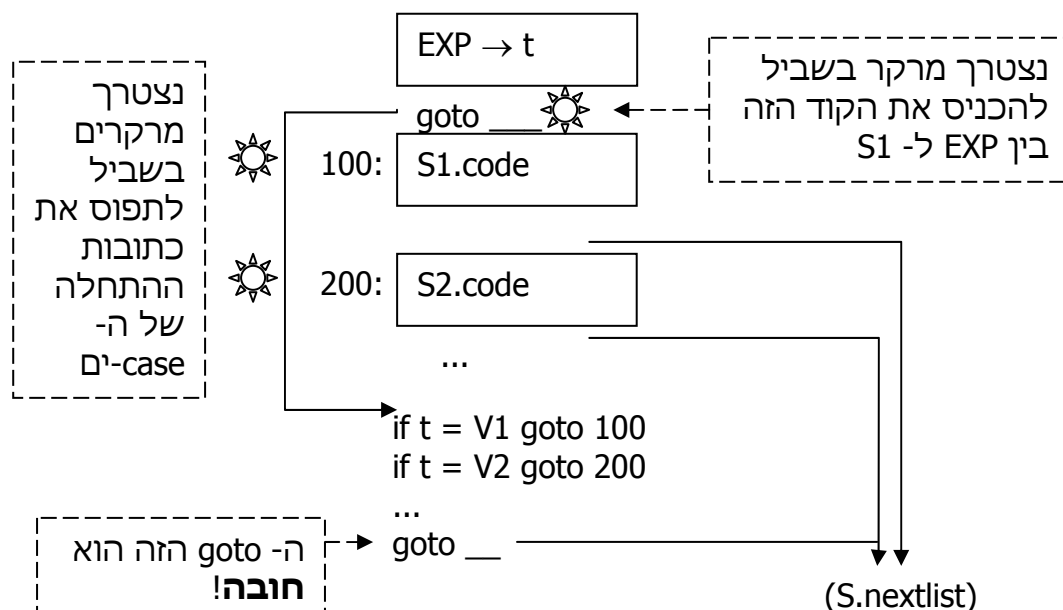 EXP → t
נצטרך מרקר בשביל
להכניס את הקוד הזה
בין EXP ל- S1
נצטרך
מרקרים
בשביל
לתפוס את
כתובות
ההתחלה
של ה-
case-ים
goto ___
100: S1.code
200: S2.code
...
if t = V1 goto 100
if t = V2 goto 200
...
goto __
ה- goto הזה הוא
חובה!
(S.nextlist)